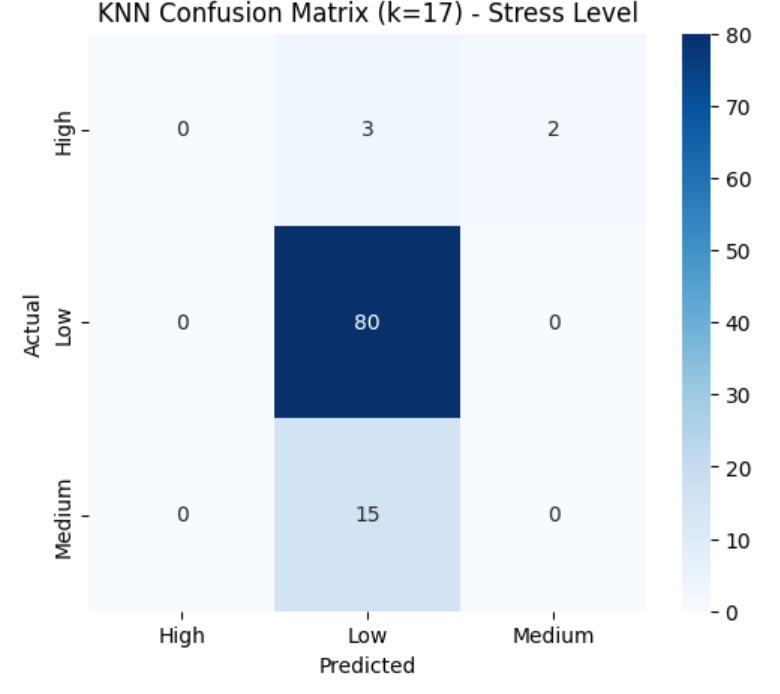 KNN Confusion Matrix (k=17) - Stress Level
High 0 3 2
Low 0 80 0
Medium 0 15 0
Actual
High Low Medium
Predicted
80
70
60
50
40
30
20
10
0